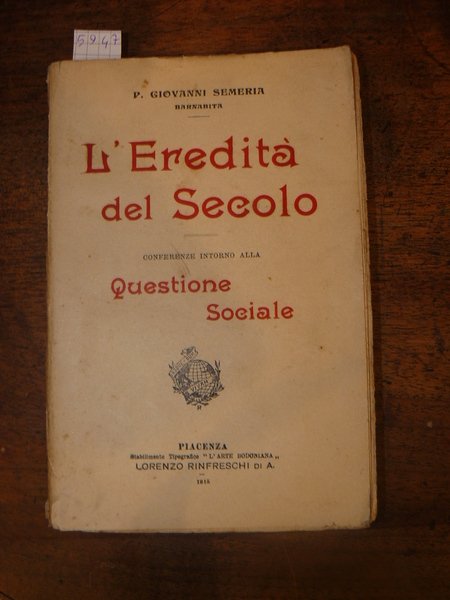 5947
P. GIOVANNI SEMERIA
BARNABITA
L'Eredità
del Secolo
CONFERENZE INTORNO ALLA
Questione
Sociale
PIACENZA
Stabilimento Tipografico "L'ARTE BODONIANA„
LORENZO RINFRESCHI DI A.